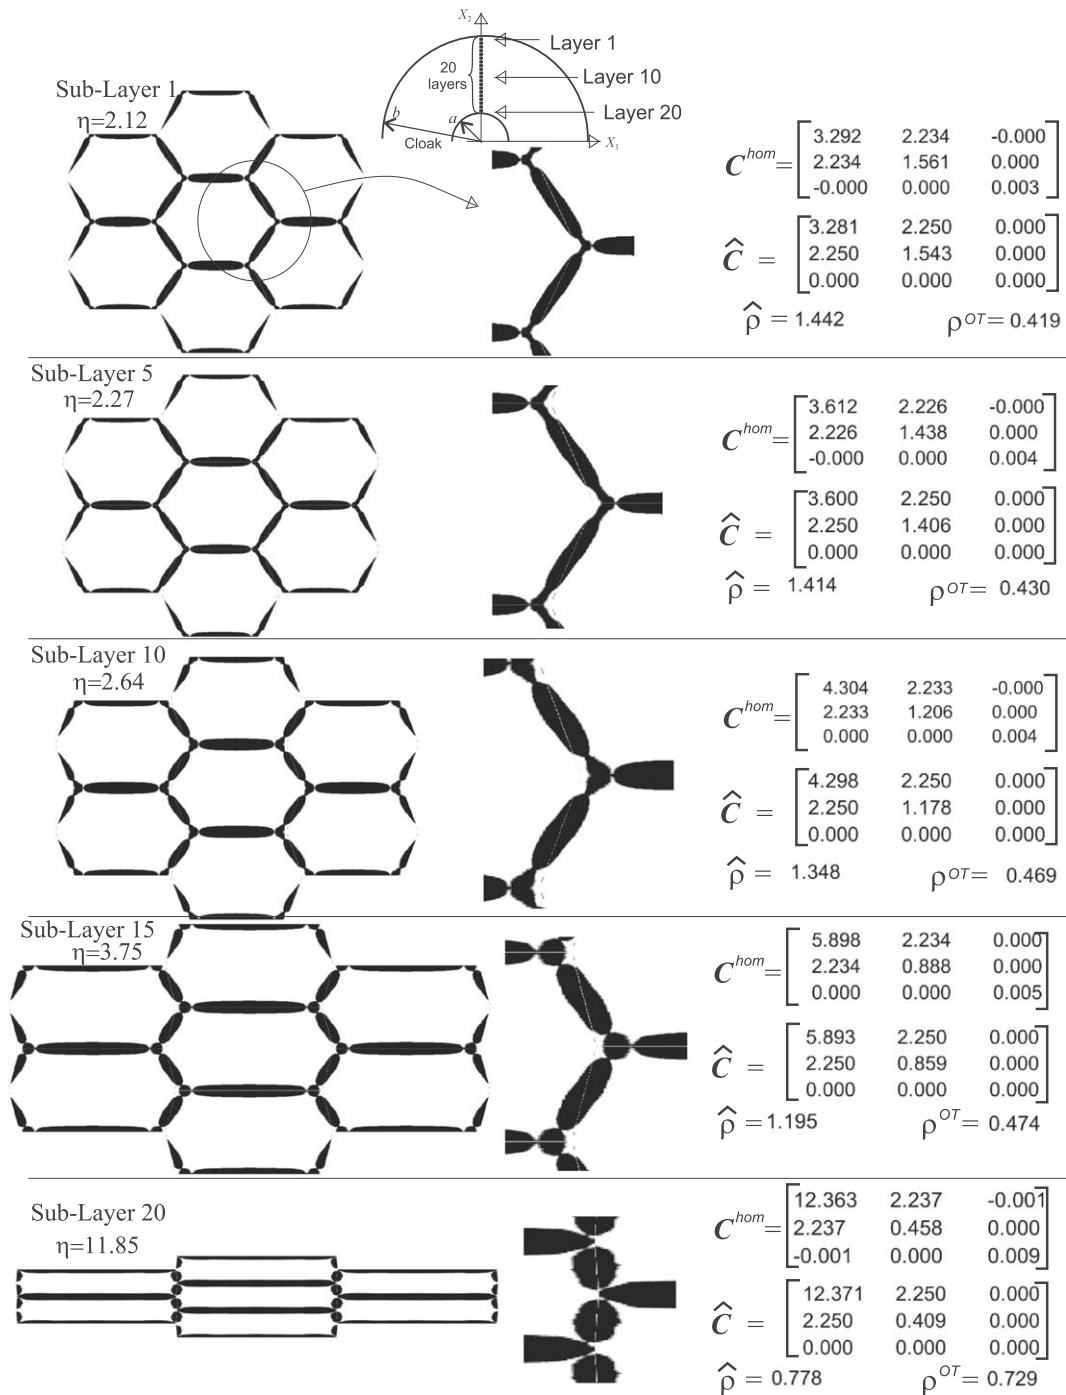 X₂
Layer 1
20 layers
Layer 10
Layer 20
b
a
Cloak
X₁
Sub-Layer 1
η=2.12
C^hom = [3.292 2.234 -0.000
2.234 1.561 0.000
-0.000 0.000 0.003]
Ĉ = [3.281 2.250 0.000
2.250 1.543 0.000
0.000 0.000 0.000]
ρ̂ = 1.442 ρ^OT = 0.419
Sub-Layer 5
η=2.27
C^hom = [3.612 2.226 -0.000
2.226 1.438 0.000
-0.000 0.000 0.004]
Ĉ = [3.600 2.250 0.000
2.250 1.406 0.000
0.000 0.000 0.000]
ρ̂ = 1.414 ρ^OT = 0.430
Sub-Layer 10
η=2.64
C^hom = [4.304 2.233 -0.000
2.233 1.206 0.000
0.000 0.000 0.004]
Ĉ = [4.298 2.250 0.000
2.250 1.178 0.000
0.000 0.000 0.000]
ρ̂ = 1.348 ρ^OT = 0.469
Sub-Layer 15
η=3.75
C^hom = [5.898 2.234 0.000
2.234 0.888 0.000
0.000 0.000 0.005]
Ĉ = [5.893 2.250 0.000
2.250 0.859 0.000
0.000 0.000 0.000]
ρ̂ = 1.195 ρ^OT = 0.474
Sub-Layer 20
η=11.85
C^hom = [12.363 2.237 -0.001
2.237 0.458 0.000
-0.001 0.000 0.009]
Ĉ = [12.371 2.250 0.000
2.250 0.409 0.000
0.000 0.000 0.000]
ρ̂ = 0.778 ρ^OT = 0.729